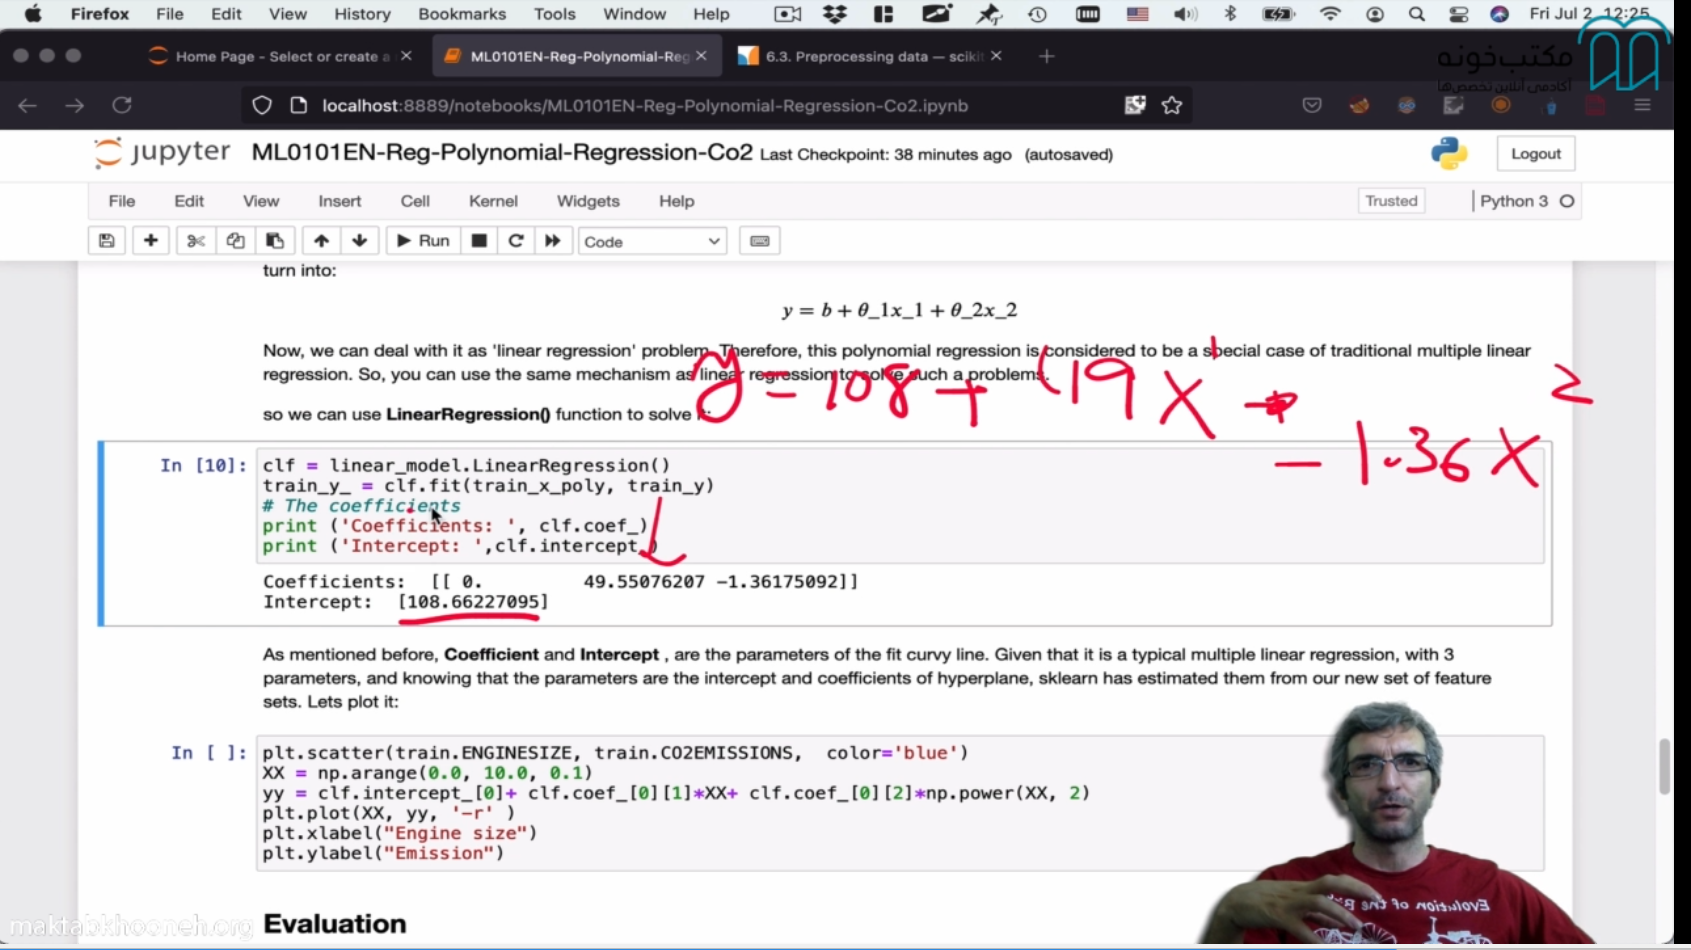 Firefox File Edit View History Bookmarks Tools Window Help Fri Jul 2 12:25
Home Page - Select or create a
ML0101EN-Reg-Polynomial-Reg
6.3. Preprocessing data — scikit
مکتب‌خونه
آکادمی آنلاین تخصص‌ها
localhost:8889/notebooks/ML0101EN-Reg-Polynomial-Regression-Co2.ipynb
jupyter ML0101EN-Reg-Polynomial-Regression-Co2 Last Checkpoint: 38 minutes ago (autosaved)
Logout
File Edit View Insert Cell Kernel Widgets Help Trusted Python 3
Run Code
turn into:
y = b + θ_1x_1 + θ_2x_2
Now, we can deal with it as 'linear regression' problem. Therefore, this polynomial regression is considered to be a special case of traditional multiple linear
regression. So, you can use the same mechanism as linear regression to solve such a problems.
y = 108 + 49 X 1
- 1.36 X 2
so we can use LinearRegression() function to solve it:
In [10]: clf = linear_model.LinearRegression()
train_y_ = clf.fit(train_x_poly, train_y)
# The coefficients
print ('Coefficients: ', clf.coef_)
print ('Intercept: ',clf.intercept_)
Coefficients: [[ 0. 49.55076207 -1.36175092]]
Intercept: [108.66227095]
As mentioned before, Coefficient and Intercept , are the parameters of the fit curvy line. Given that it is a typical multiple linear regression, with 3
parameters, and knowing that the parameters are the intercept and coefficients of hyperplane, sklearn has estimated them from our new set of feature
sets. Lets plot it:
In [ ]: plt.scatter(train.ENGINESIZE, train.CO2EMISSIONS, color='blue')
XX = np.arange(0.0, 10.0, 0.1)
yy = clf.intercept_[0]+ clf.coef_[0][1]*XX+ clf.coef_[0][2]*np.power(XX, 2)
plt.plot(XX, yy, '-r' )
plt.xlabel("Engine size")
plt.ylabel("Emission")
Evolution of the Bi
Evaluation
maktabkhooneh.org